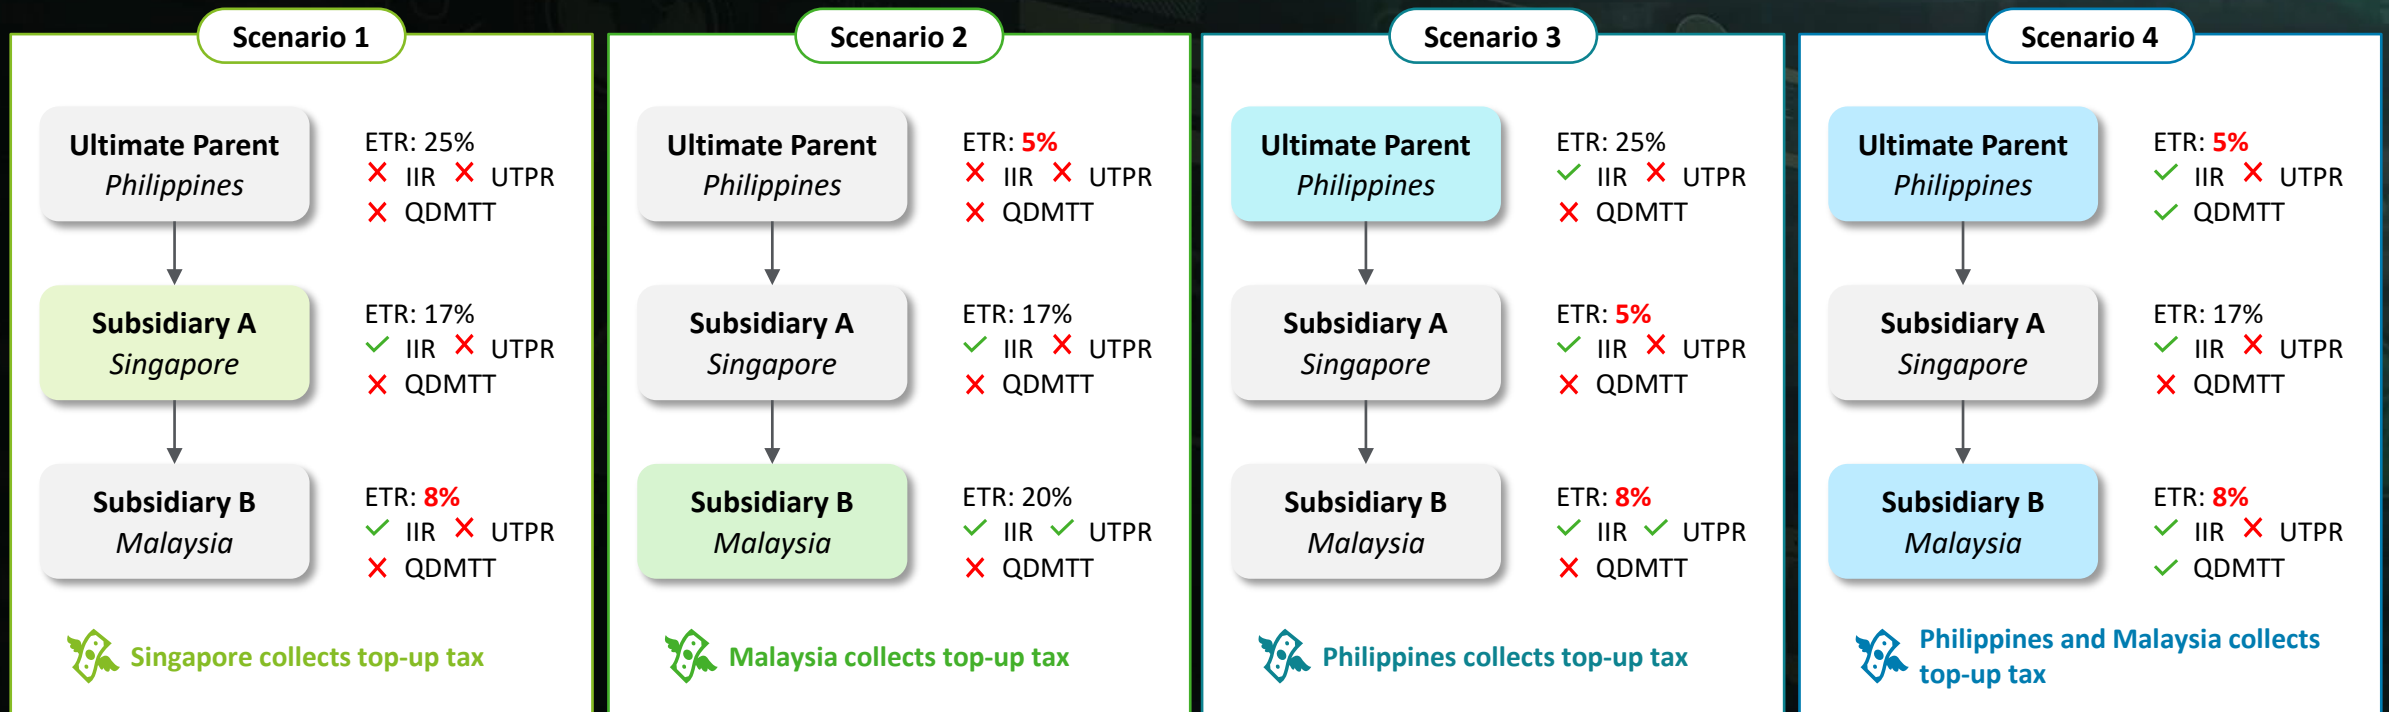 Scenario 1
Ultimate Parent
Philippines
ETR: 25%
IIR UTPR
QDMTT
Subsidiary A
Singapore
ETR: 17%
IIR UTPR
QDMTT
Subsidiary B
Malaysia
ETR: 8%
IIR UTPR
QDMTT
Singapore collects top-up tax
Scenario 2
Ultimate Parent
Philippines
ETR: 5%
IIR UTPR
QDMTT
Subsidiary A
Singapore
ETR: 17%
IIR UTPR
QDMTT
Subsidiary B
Malaysia
ETR: 20%
IIR UTPR
QDMTT
Malaysia collects top-up tax
Scenario 3
Ultimate Parent
Philippines
ETR: 25%
IIR UTPR
QDMTT
Subsidiary A
Singapore
ETR: 5%
IIR UTPR
QDMTT
Subsidiary B
Malaysia
ETR: 8%
IIR UTPR
QDMTT
Philippines collects top-up tax
Scenario 4
Ultimate Parent
Philippines
ETR: 5%
IIR UTPR
QDMTT
Subsidiary A
Singapore
ETR: 17%
IIR UTPR
QDMTT
Subsidiary B
Malaysia
ETR: 8%
IIR UTPR
QDMTT
Philippines and Malaysia collects
top-up tax